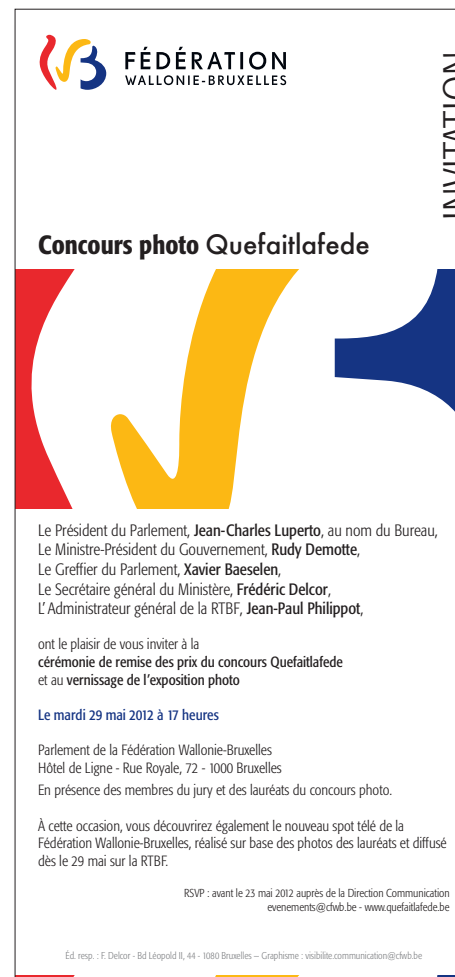 FÉDÉRATION
WALLONIE-BRUXELLES
INVITATION
Concours photo Quefaitlafede
Le Président du Parlement, Jean-Charles Luperto, au nom du Bureau,
Le Ministre-Président du Gouvernement, Rudy Demotte,
Le Greffier du Parlement, Xavier Baeselen,
Le Secrétaire général du Ministère, Frédéric Delcor,
L'Administrateur général de la RTBF, Jean-Paul Philippot,
ont le plaisir de vous inviter à la
cérémonie de remise des prix du concours Quefaitlafede
et au vernissage de l'exposition photo
Le mardi 29 mai 2012 à 17 heures
Parlement de la Fédération Wallonie-Bruxelles
Hôtel de Ligne - Rue Royale, 72 - 1000 Bruxelles
En présence des membres du jury et des lauréats du concours photo.
À cette occasion, vous découvrirez également le nouveau spot télé de la
Fédération Wallonie-Bruxelles, réalisé sur base des photos des lauréats et diffusé
dès le 29 mai sur la RTBF.
RSVP : avant le 23 mai 2012 auprès de la Direction Communication
evenements@cfwb.be - www.quefaitlafede.be
Éd. resp. : F. Delcor - Bd Léopold II, 44 - 1080 Bruxelles – Graphisme : visibilite.communication@cfwb.be